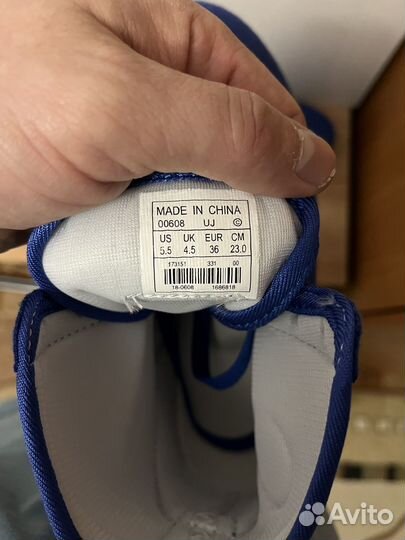 MADE IN CHINA
00608 UJ ©
US UK EUR CM
5.5 4.5 36 23.0
173151 331 00
18-0608 1686818
Avito